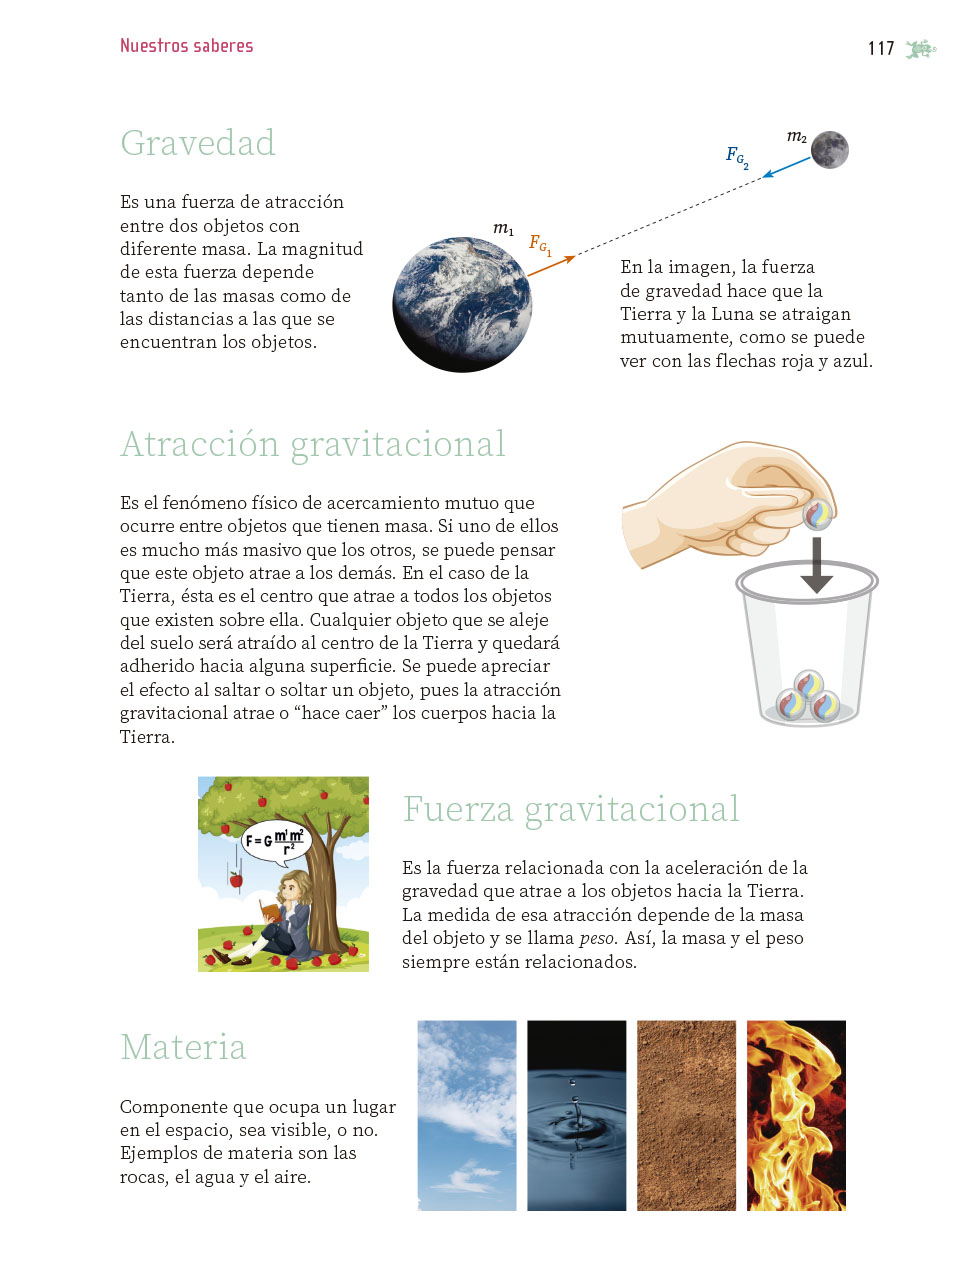 Nuestros saberes
117
Gravedad
Es una fuerza de atracción
entre dos objetos con
diferente masa. La magnitud
de esta fuerza depende
tanto de las masas como de
las distancias a las que se
encuentran los objetos.
m1
FG1
FG2
m2
En la imagen, la fuerza
de gravedad hace que la
Tierra y la Luna se atraigan
mutuamente, como se puede
ver con las flechas roja y azul.
Atracción gravitacional
Es el fenómeno físico de acercamiento mutuo que
ocurre entre objetos que tienen masa. Si uno de ellos
es mucho más masivo que los otros, se puede pensar
que este objeto atrae a los demás. En el caso de la
Tierra, ésta es el centro que atrae a todos los objetos
que existen sobre ella. Cualquier objeto que se aleje
del suelo será atraído al centro de la Tierra y quedará
adherido hacia alguna superficie. Se puede apreciar
el efecto al saltar o soltar un objeto, pues la atracción
gravitacional atrae o “hace caer” los cuerpos hacia la
Tierra.
F = G m1 m2 / r2
Fuerza gravitacional
Es la fuerza relacionada con la aceleración de la
gravedad que atrae a los objetos hacia la Tierra.
La medida de esa atracción depende de la masa
del objeto y se llama peso. Así, la masa y el peso
siempre están relacionados.
Materia
Componente que ocupa un lugar
en el espacio, sea visible, o no.
Ejemplos de materia son las
rocas, el agua y el aire.